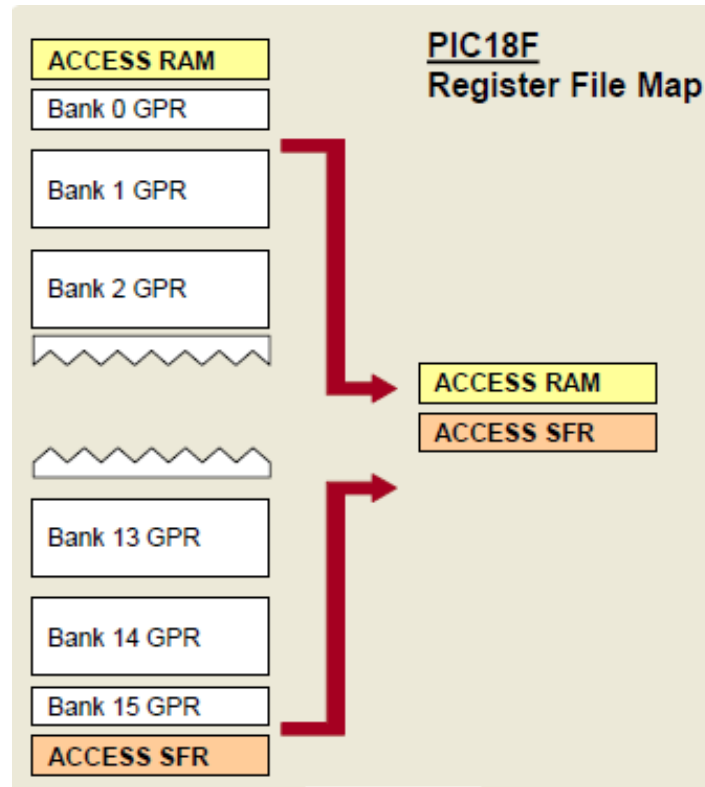 ACCESS RAM
Bank 0 GPR
Bank 1 GPR
Bank 2 GPR
Bank 13 GPR
Bank 14 GPR
Bank 15 GPR
ACCESS SFR
PIC18F
Register File Map
ACCESS RAM
ACCESS SFR